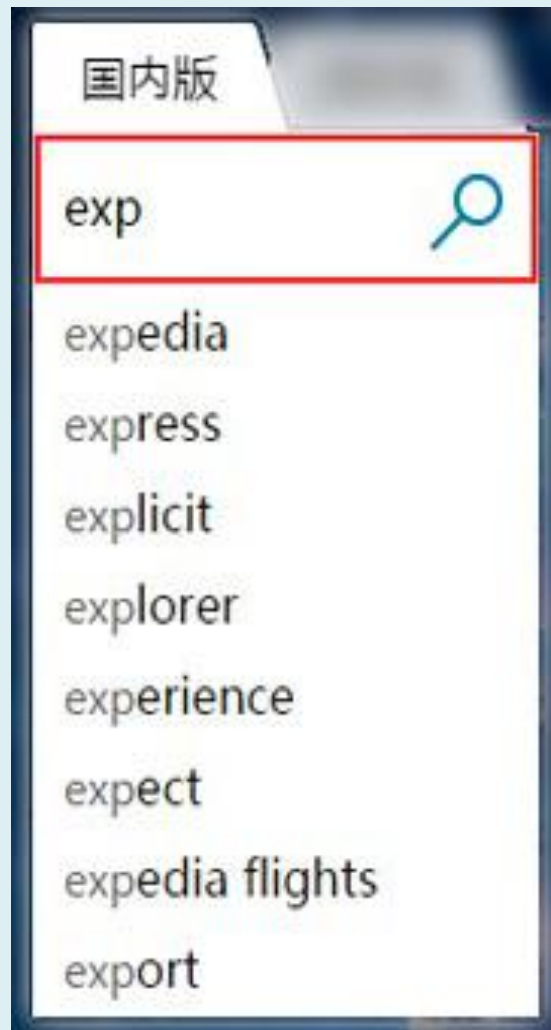 国内版
exp
expedia
express
explicit
explorer
experience
expect
expedia flights
export